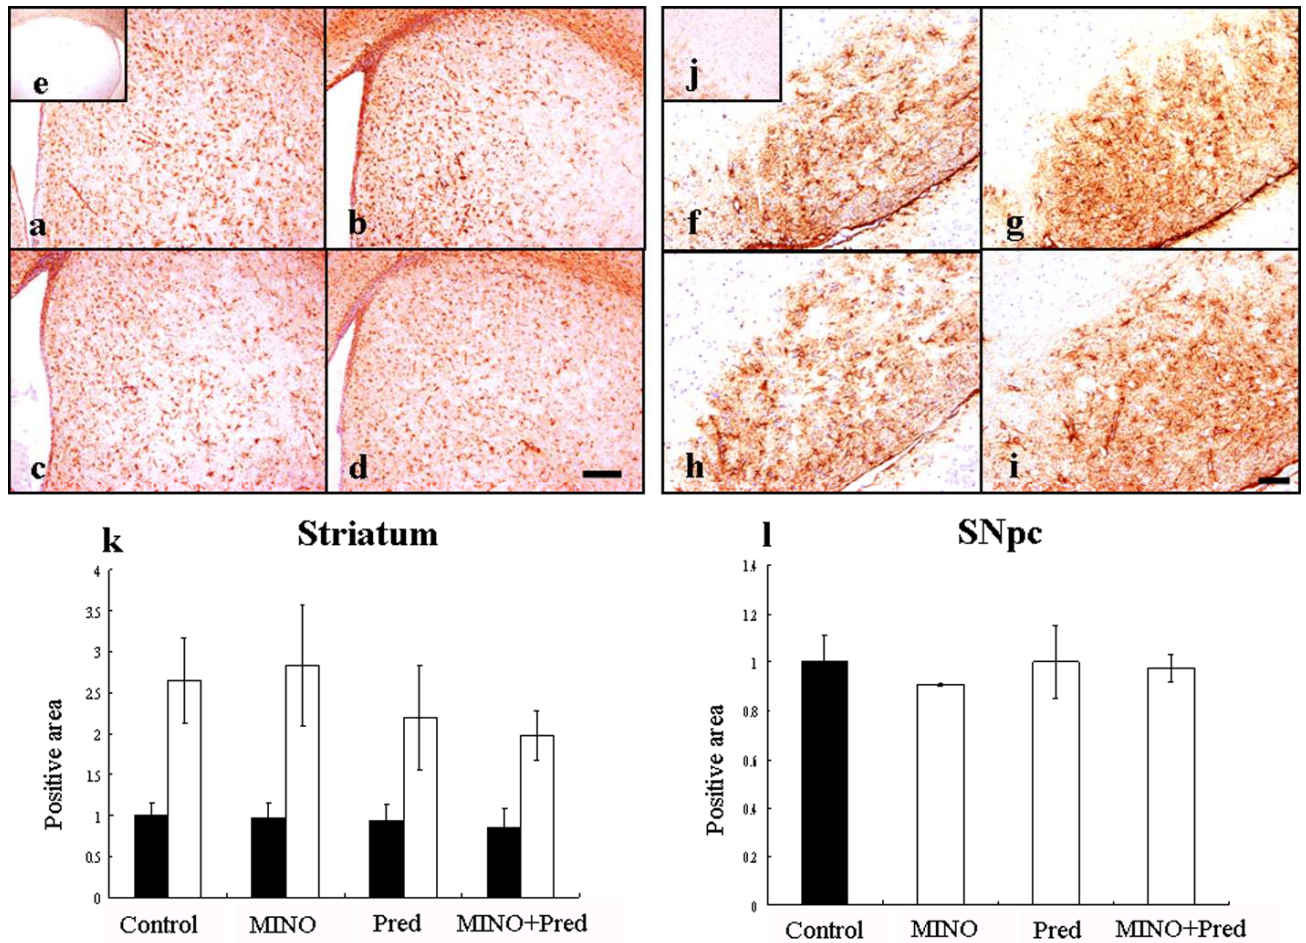 e
a
b
c
d
j
f
g
h
i
k
Striatum
Positive area
4
3.5
3
2.5
2
1.5
1
0.5
0
Control
MINO
Pred
MINO+Pred
l
SNpc
Positive area
1.4
1.2
1
0.8
0.6
0.4
0.2
0
Control
MINO
Pred
MINO+Pred